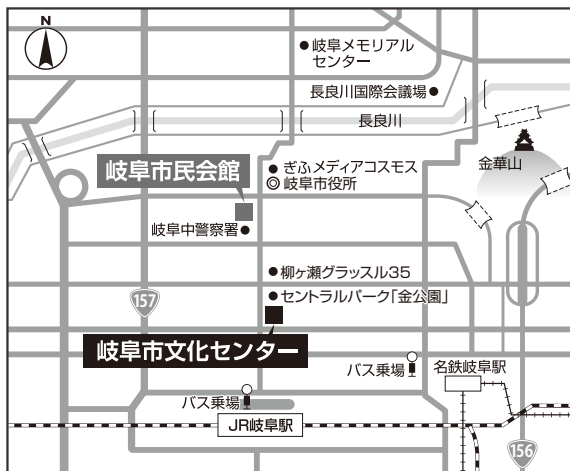 N
岐阜メモリアル
センター
長良川国際会議場
長良川
金華山
岐阜市民会館
ぎふメディアコスモス
岐阜市役所
岐阜中警察署
柳ヶ瀬グラッスル35
157
セントラルパーク「金公園」
岐阜市文化センター
バス乗場
名鉄岐阜駅
バス乗場
JR岐阜駅
156